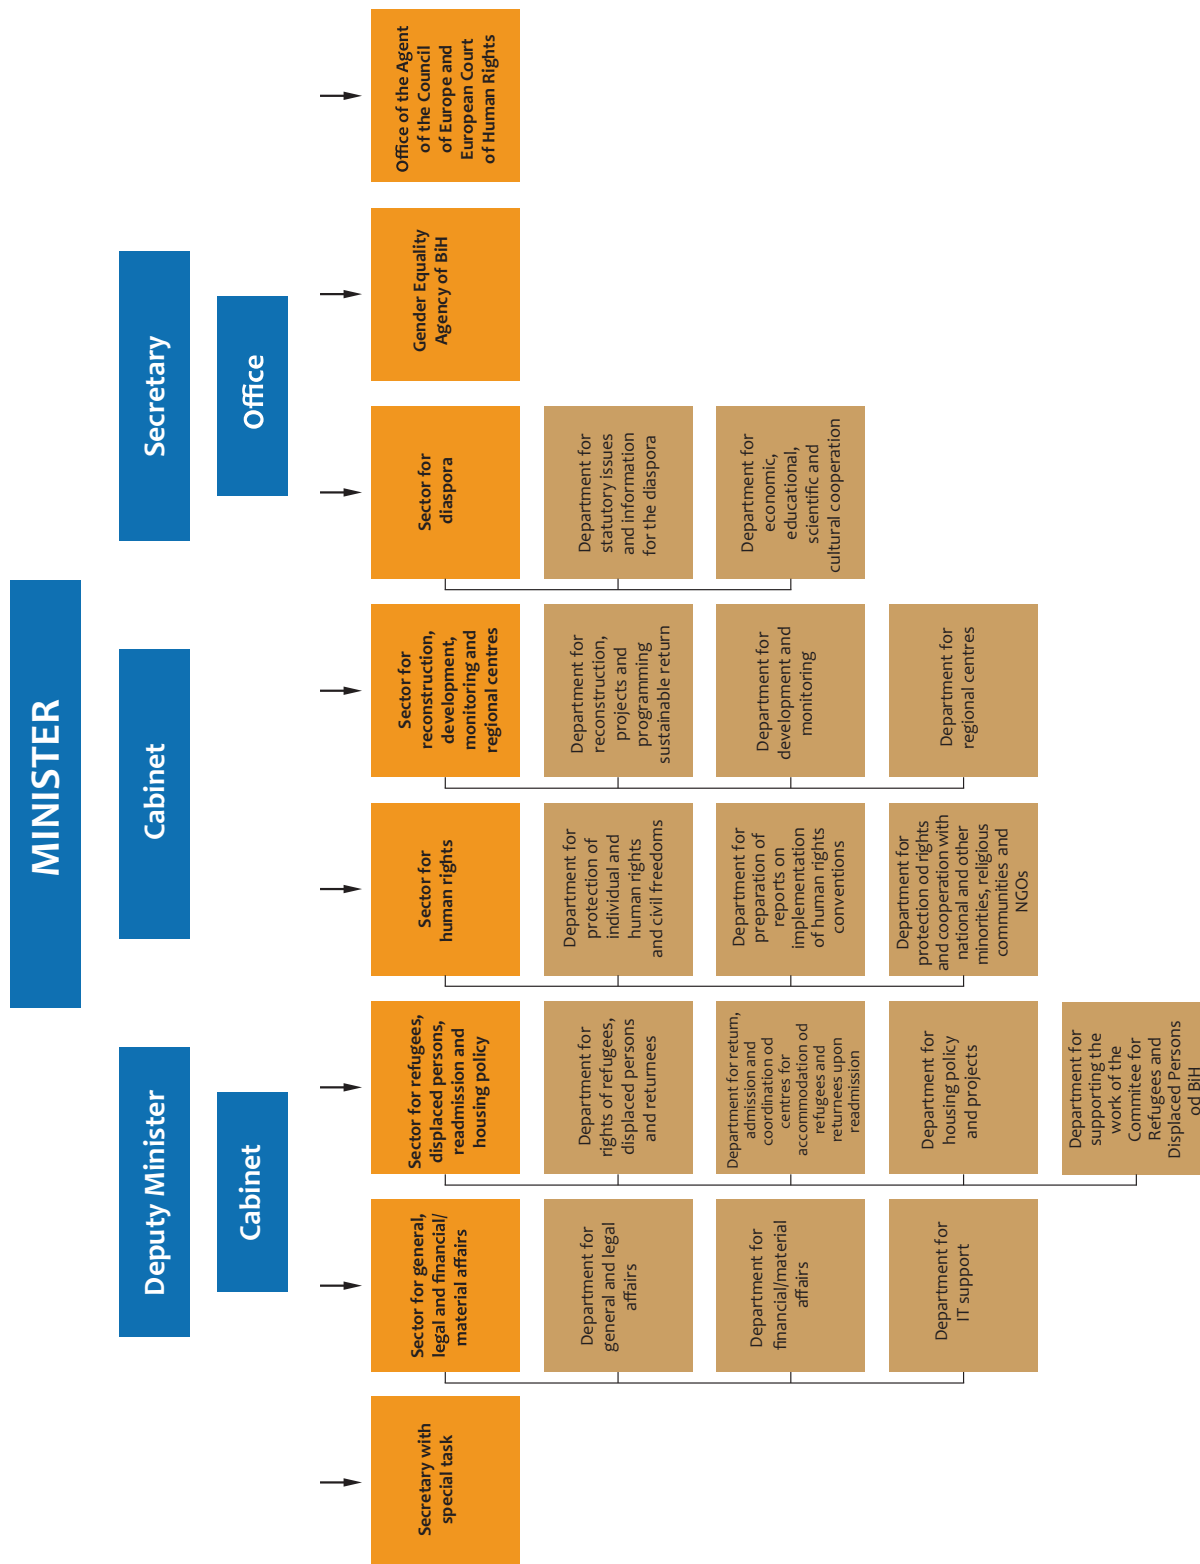 MINISTER
Deputy Minister
Cabinet
Secretary
Cabinet
Office
Secretary with
special task
Sector for general,
legal and financial/
material affairs
Department for
general and legal
affairs
Department for
financial/material
affairs
Department for
IT support
Sector for refugees,
displaced persons,
readmission and
housing policy
Department for
rights of refugees,
displaced persons
and returnees
Department for return,
admission and
coordination od
centres for
accommodation od
refugees and
returnees upon
readmission
Department for
housing policy
and projects
Department for
supporting the
work of the
Commitee for
Refugees and
Displaced Persons
od BiH
Sector for
human rights
Department for
protection of
individual and
human rights
and civil freedoms
Department for
preparation of
reports on
implementation
of human rights
conventions
Department for
protection od rights
and cooperation with
national and other
minorities, religious
communities and
NGOs
Sector for
reconstruction,
development,
monitoring and
regional centres
Department for
reconstruction,
projects and
programming
sustainable return
Department for
development and
monitoring
Department for
regional centres
Sector for
diaspora
Department for
statutory issues
and information
for the diaspora
Department for
economic,
educational,
scientific and
cultural cooperation
Gender Equality
Agency of BiH
Office of the Agent
of the Council
of Europe and
European Court
of Human Rights